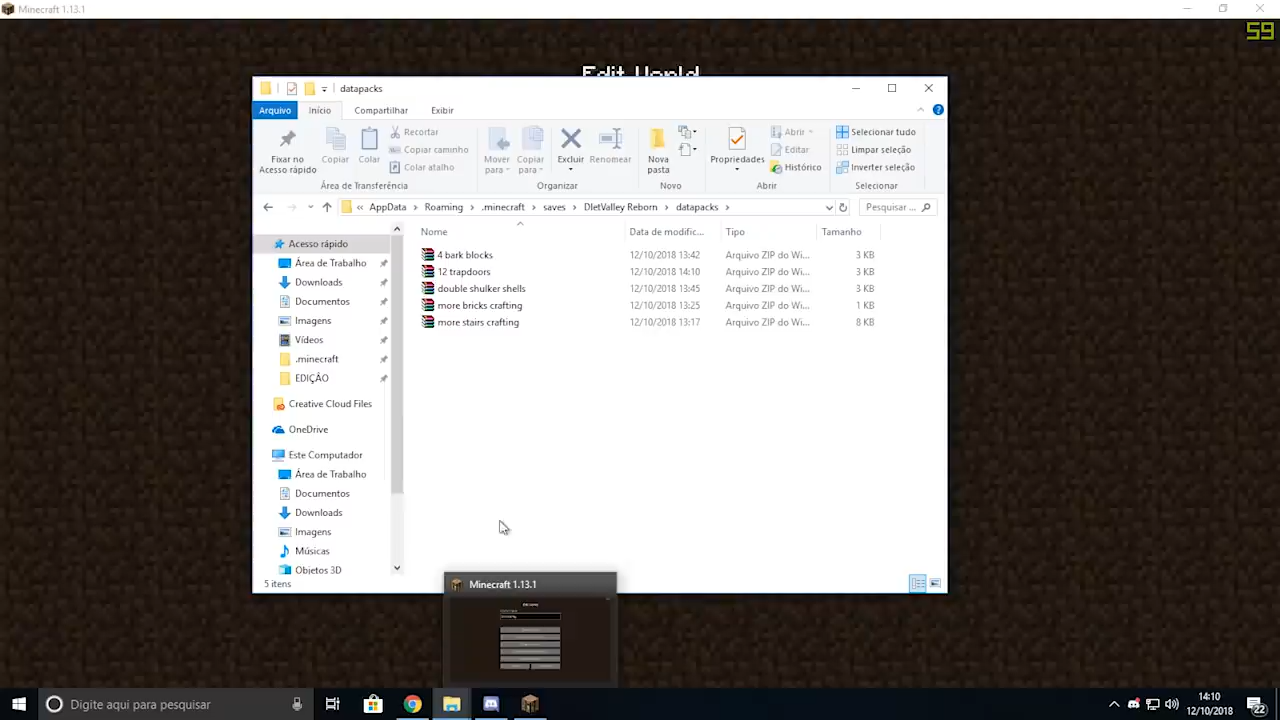 Minecraft 1.13.1
59
Edit World
datapacks
Arquivo Início Compartilhar Exibir
Fixar no Acesso rápido
Copiar
Colar
Recortar
Copiar caminho
Colar atalho
Mover para
Copiar para
Excluir
Renomear
Nova pasta
Propriedades
Abrir
Editar
Histórico
Selecionar tudo
Limpar seleção
Inverter seleção
Área de Transferência Organizar Novo Abrir Selecionar
« AppData > Roaming > .minecraft > saves > DletValley Reborn > datapacks >
Pesquisar ...
Nome Data de modific... Tipo Tamanho
4 bark blocks 12/10/2018 13:42 Arquivo ZIP do Wi... 3 KB
12 trapdoors 12/10/2018 14:10 Arquivo ZIP do Wi... 3 KB
double shulker shells 12/10/2018 13:45 Arquivo ZIP do Wi... 3 KB
more bricks crafting 12/10/2018 13:25 Arquivo ZIP do Wi... 1 KB
more stairs crafting 12/10/2018 13:17 Arquivo ZIP do Wi... 8 KB
Acesso rápido
Área de Trabalho
Downloads
Documentos
Imagens
Vídeos
.minecraft
EDIÇÂO
Creative Cloud Files
OneDrive
Este Computador
Área de Trabalho
Documentos
Downloads
Imagens
Músicas
Objetos 3D
5 itens
Minecraft 1.13.1
Digite aqui para pesquisar
14:10
12/10/2018
22